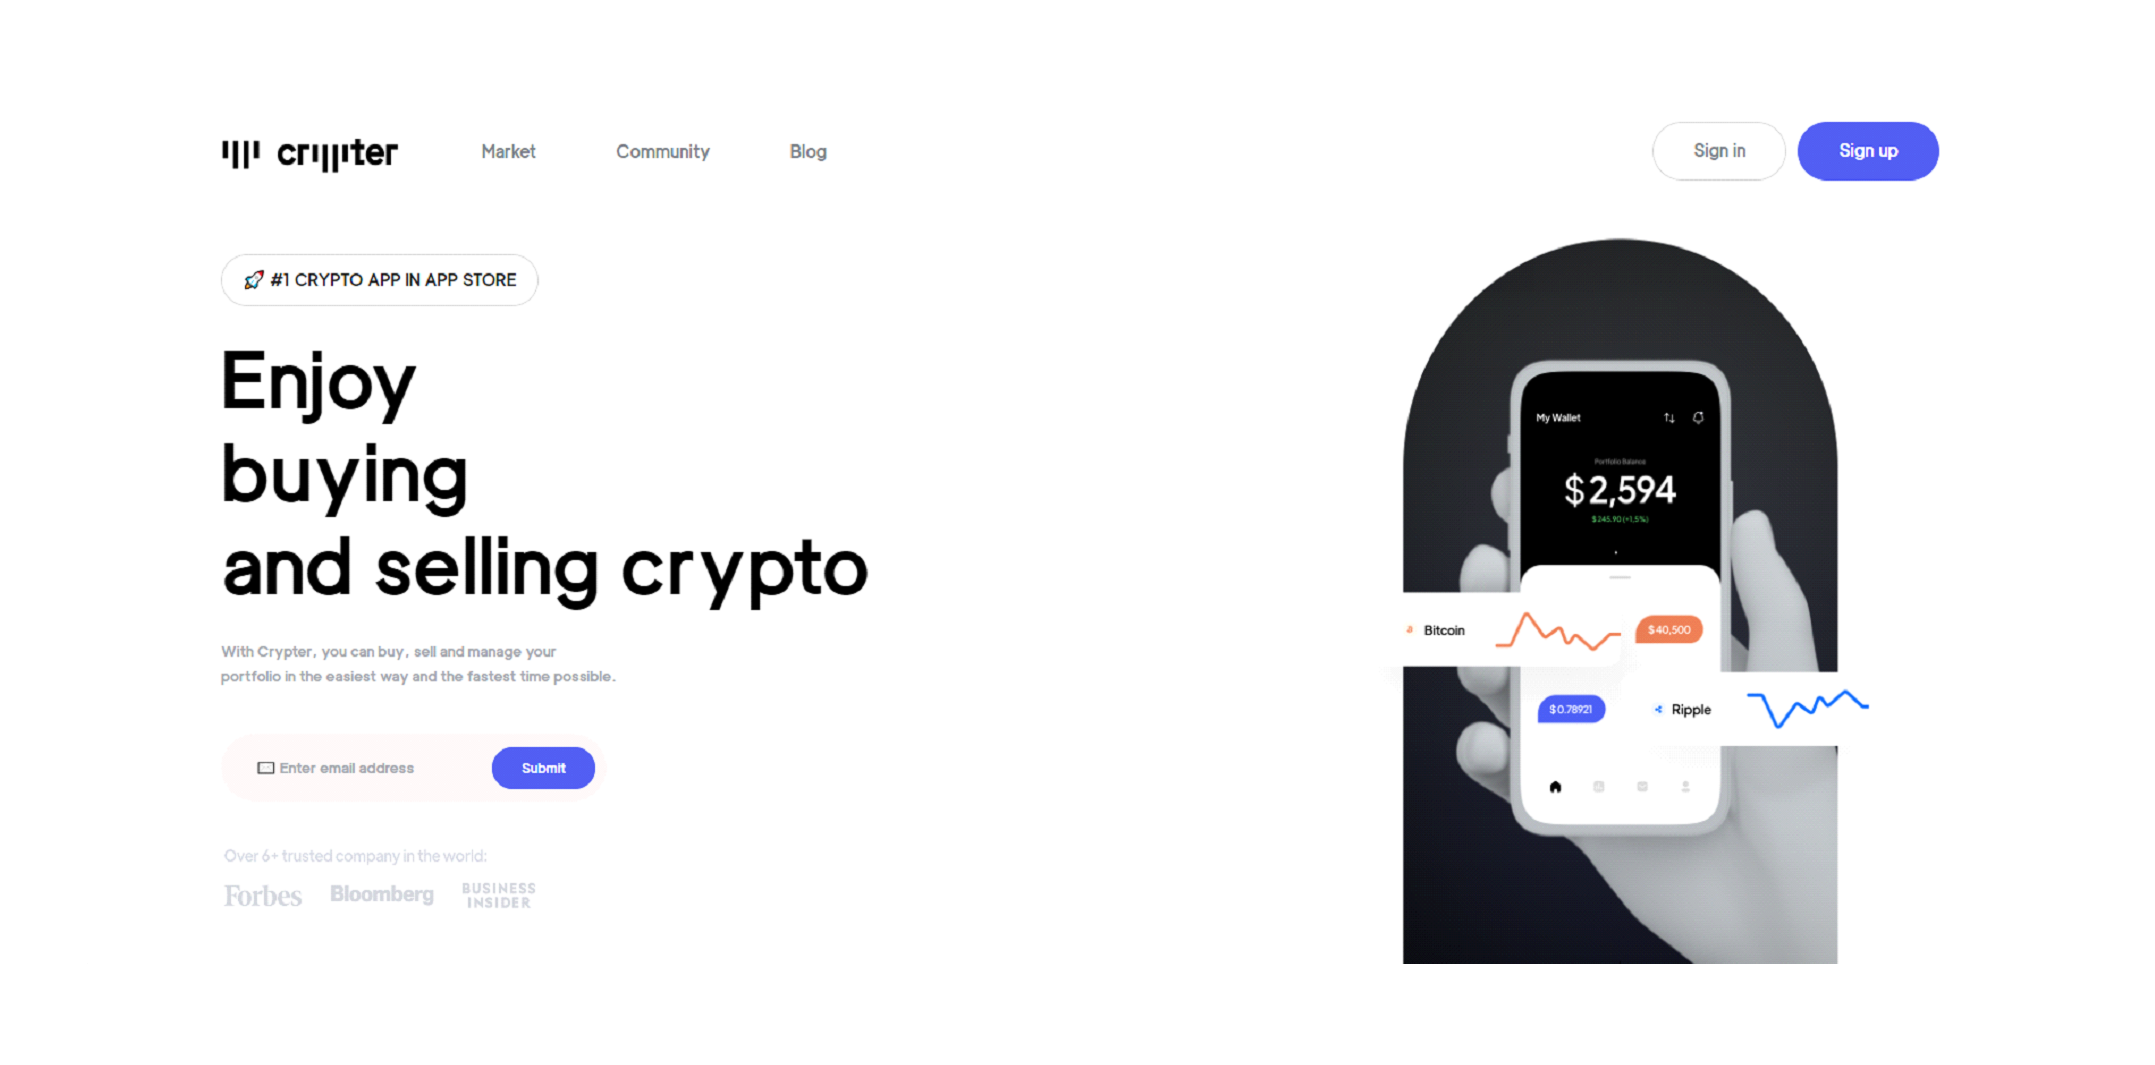 crypter
Market
Community
Blog
Sign in
Sign up
🚀 #1 CRYPTO APP IN APP STORE
Enjoy
buying
and selling crypto
With Crypter, you can buy, sell and manage your
portfolio in the easiest way and the fastest time possible.
Enter email address
Submit
Over 6+ trusted company in the world:
Forbes
Bloomberg
BUSINESS
INSIDER
My Wallet
Portfolio Balance
$2,594
$245.90 (+1,5%)
Bitcoin
$40,500
$0.78921
Ripple